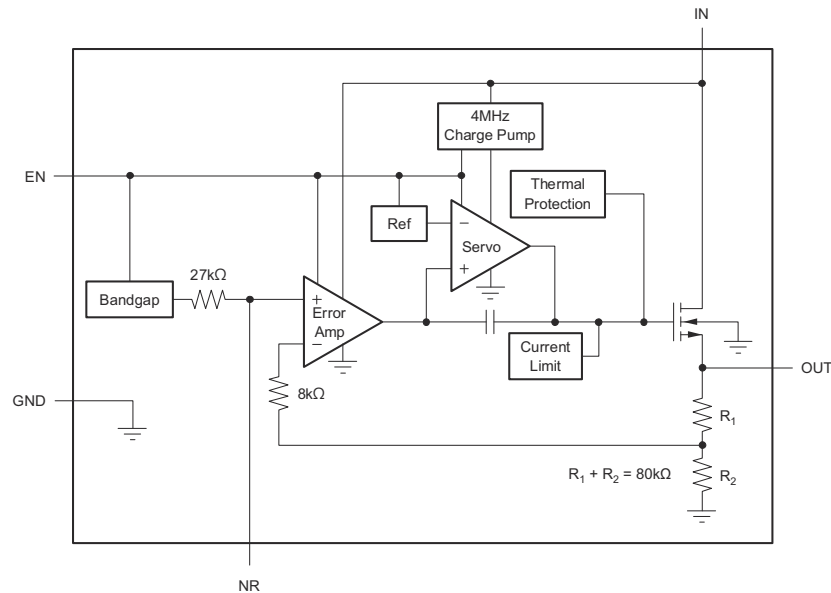 IN
4MHz
Charge Pump
EN
Thermal
Protection
Ref
−
Servo
+
27kΩ
Bandgap
+
Error
Amp
−
Current
Limit
OUT
8kΩ
GND
R1
R1 + R2 = 80kΩ
R2
NR